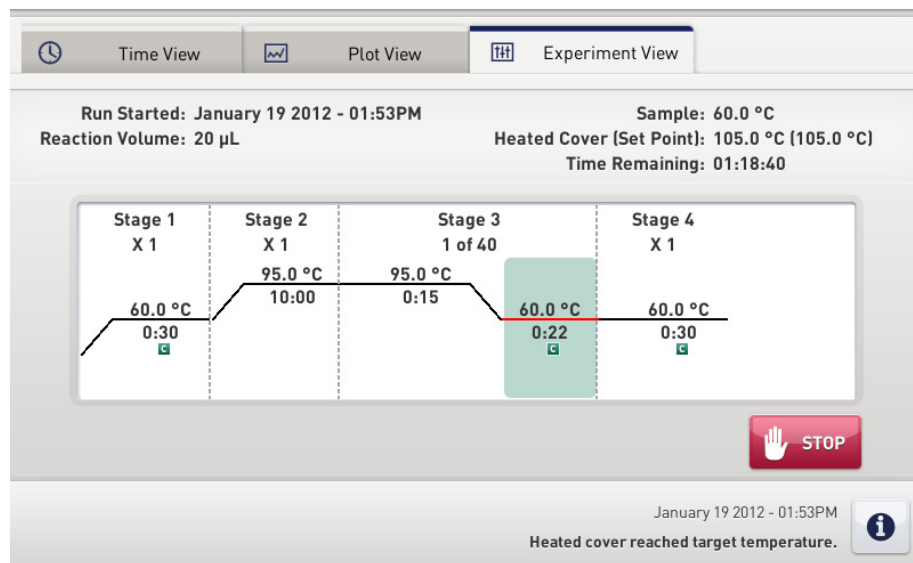 Time View
Plot View
Experiment View
Run Started: January 19 2012 - 01:53PM
Reaction Volume: 20 µL
Sample: 60.0 °C
Heated Cover (Set Point): 105.0 °C (105.0 °C)
Time Remaining: 01:18:40
Stage 1
X 1
60.0 °C
0:30
C
Stage 2
X 1
95.0 °C
10:00
Stage 3
1 of 40
95.0 °C
0:15
60.0 °C
0:22
C
Stage 4
X 1
60.0 °C
0:30
C
STOP
January 19 2012 - 01:53PM
Heated cover reached target temperature.